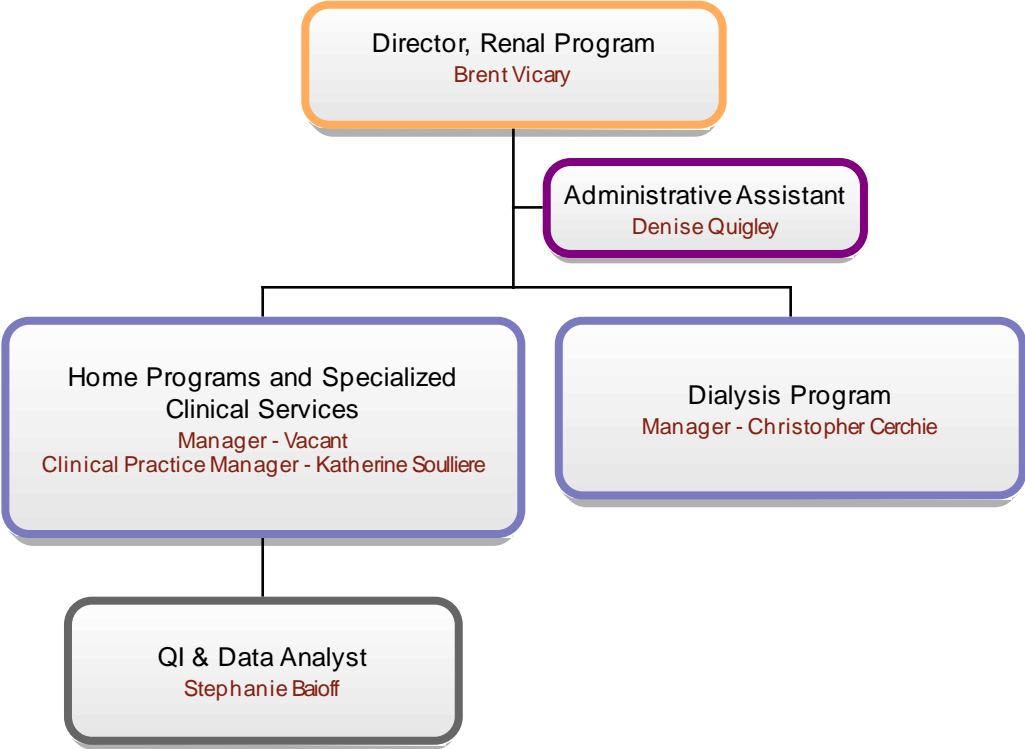 Director, Renal Program
Brent Vicary
Administrative Assistant
Denise Quigley
Home Programs and Specialized
Clinical Services
Manager - Vacant
Clinical Practice Manager - Katherine Soulliere
Dialysis Program
Manager - Christopher Cerchie
QI & Data Analyst
Stephanie Baioff